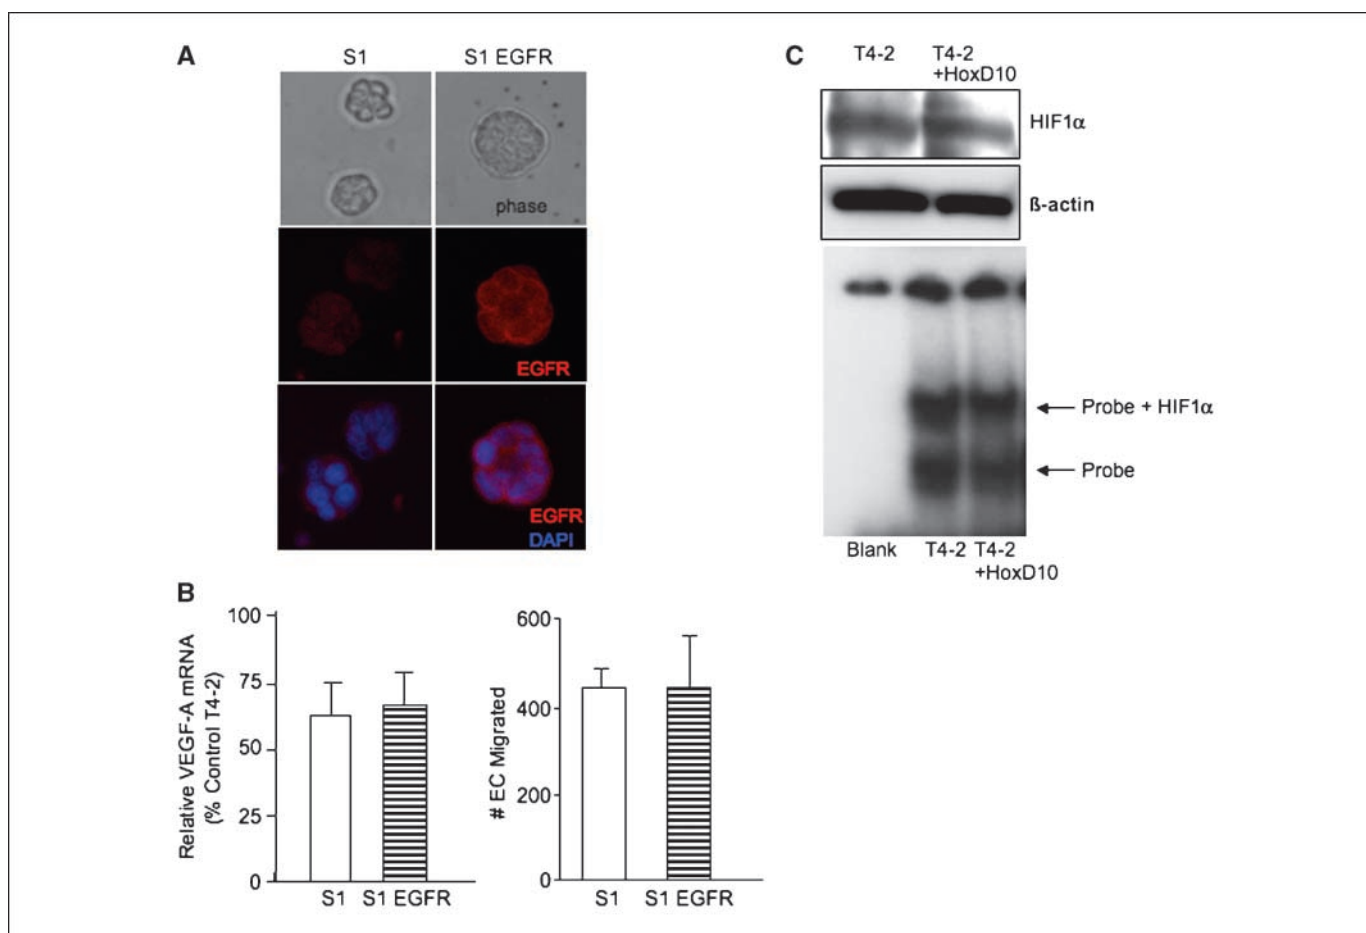 A
S1
S1 EGFR
phase
EGFR
EGFR
DAPI
B
Relative VEGF-A mRNA
(% Control T4-2)
100
75
50
25
0
S1
S1 EGFR
# EC Migrated
600
400
200
0
S1
S1 EGFR
C
T4-2
T4-2
+HoxD10
HIF1α
ß-actin
Probe + HIF1α
Probe
Blank
T4-2
T4-2
+HoxD10